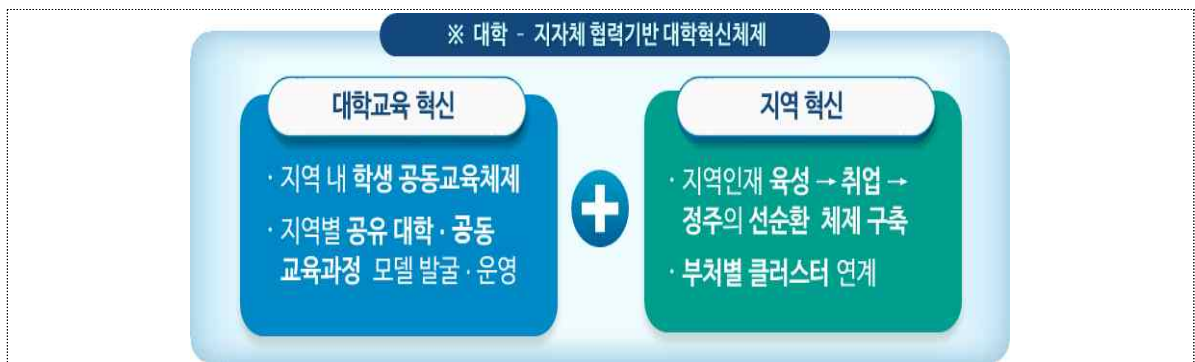 ※ 대학 - 지자체 협력기반 대학혁신체제
대학교육 혁신
· 지역 내 학생 공동교육체제
· 지역별 공유 대학 · 공동
교육과정 모델 발굴 · 운영
지역 혁신
· 지역인재 육성 → 취업 →
정주의 선순환 체제 구축
· 부처별 클러스터 연계